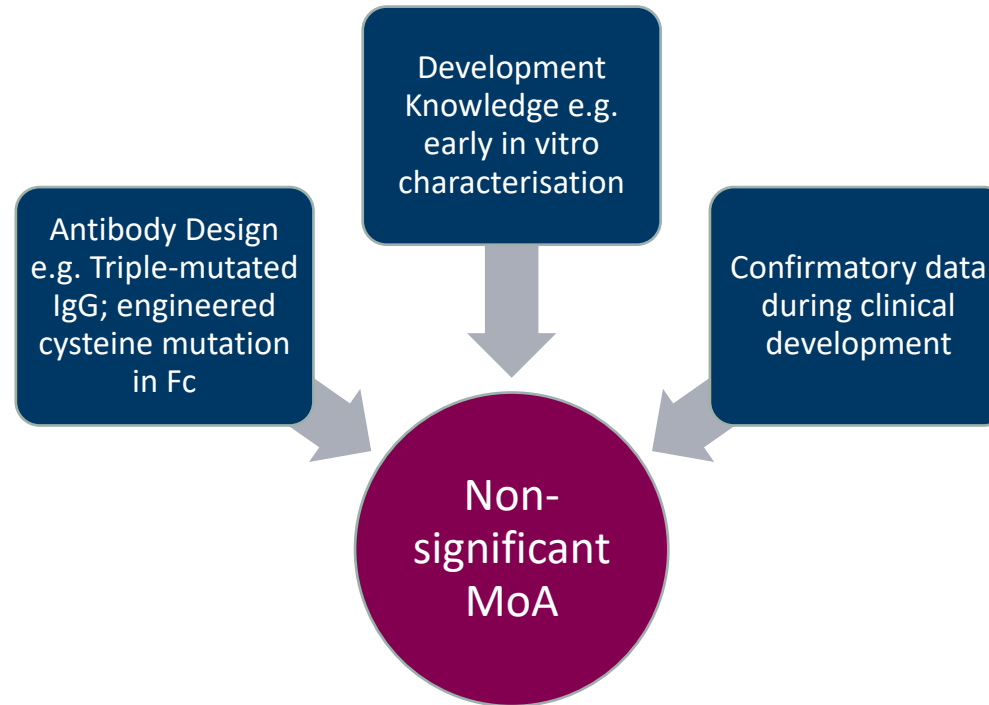 Antibody Design
e.g. Triple-mutated
IgG; engineered
cysteine mutation
in Fc
Development
Knowledge e.g.
early in vitro
characterisation
Confirmatory data
during clinical
development
Non-
significant
MoA